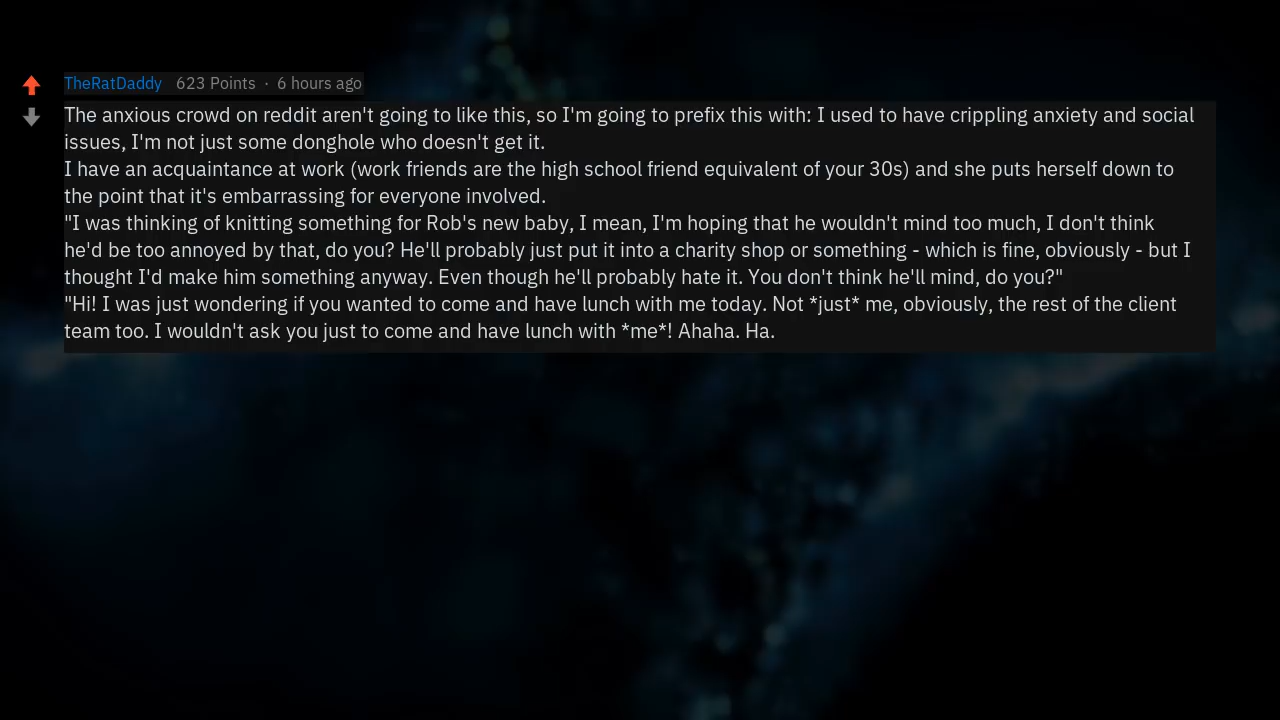 TheRatDaddy 623 Points · 6 hours ago
The anxious crowd on reddit aren't going to like this, so I'm going to prefix this with: I used to have crippling anxiety and social
issues, I'm not just some donghole who doesn't get it.
I have an acquaintance at work (work friends are the high school friend equivalent of your 30s) and she puts herself down to
the point that it's embarrassing for everyone involved.
"I was thinking of knitting something for Rob's new baby, I mean, I'm hoping that he wouldn't mind too much, I don't think
he'd be too annoyed by that, do you? He'll probably just put it into a charity shop or something - which is fine, obviously - but I
thought I'd make him something anyway. Even though he'll probably hate it. You don't think he'll mind, do you?"
"Hi! I was just wondering if you wanted to come and have lunch with me today. Not *just* me, obviously, the rest of the client
team too. I wouldn't ask you just to come and have lunch with *me*! Ahaha. Ha.